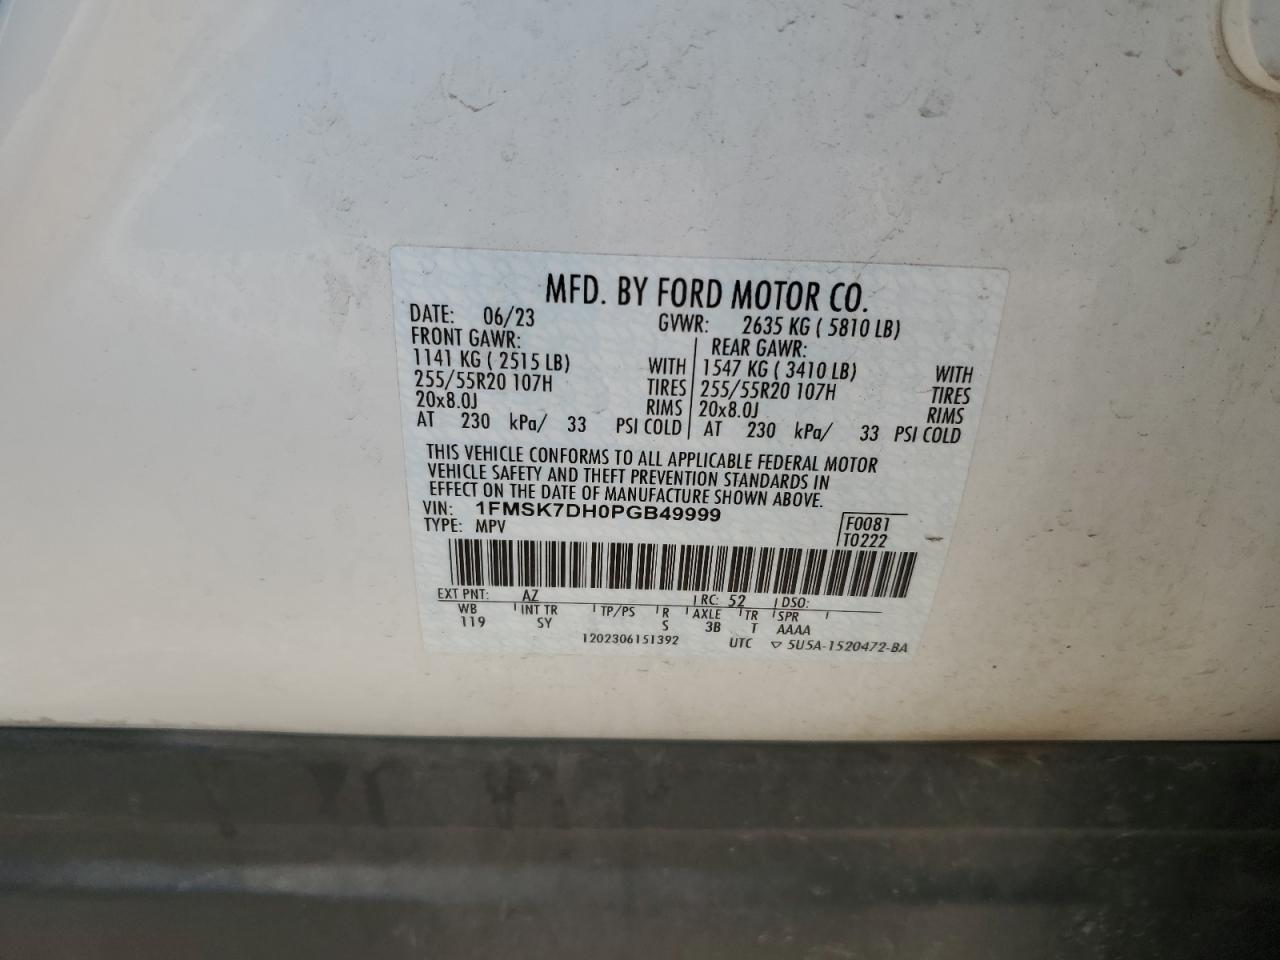 MFD. BY FORD MOTOR CO.
DATE: 06/23 GVWR: 2635 KG ( 5810 LB)
FRONT GAWR: REAR GAWR:
1141 KG ( 2515 LB) WITH 1547 KG ( 3410 LB) WITH
255/55R20 107H TIRES 255/55R20 107H TIRES
20x8.0J RIMS 20x8.0J RIMS
AT 230 kPa/ 33 PSI COLD AT 230 kPa/ 33 PSI COLD
THIS VEHICLE CONFORMS TO ALL APPLICABLE FEDERAL MOTOR
VEHICLE SAFETY AND THEFT PREVENTION STANDARDS IN
EFFECT ON THE DATE OF MANUFACTURE SHOWN ABOVE.
VIN: 1FMSK7DH0PGB49999
TYPE: MPV F0081
T0222
EXT PNT: AZ RC: 52 DSO:
WB INT TR TP/PS R AXLE TR SPR
119 SY S 3B T AAAA
1202306151392 UTC ▽ 5U5A-1520472-BA